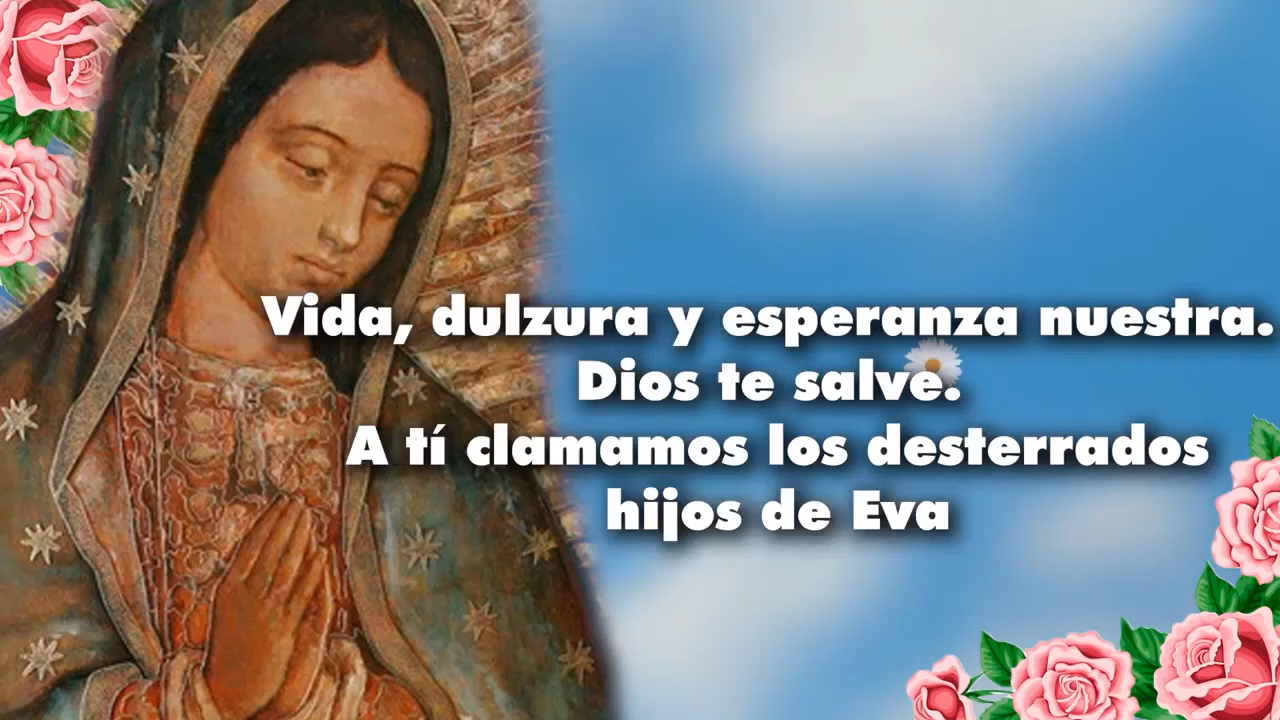 Vida, dulzura y esperanza nuestra.
Dios te salve.
A tí clamamos los desterrados
hijos de Eva